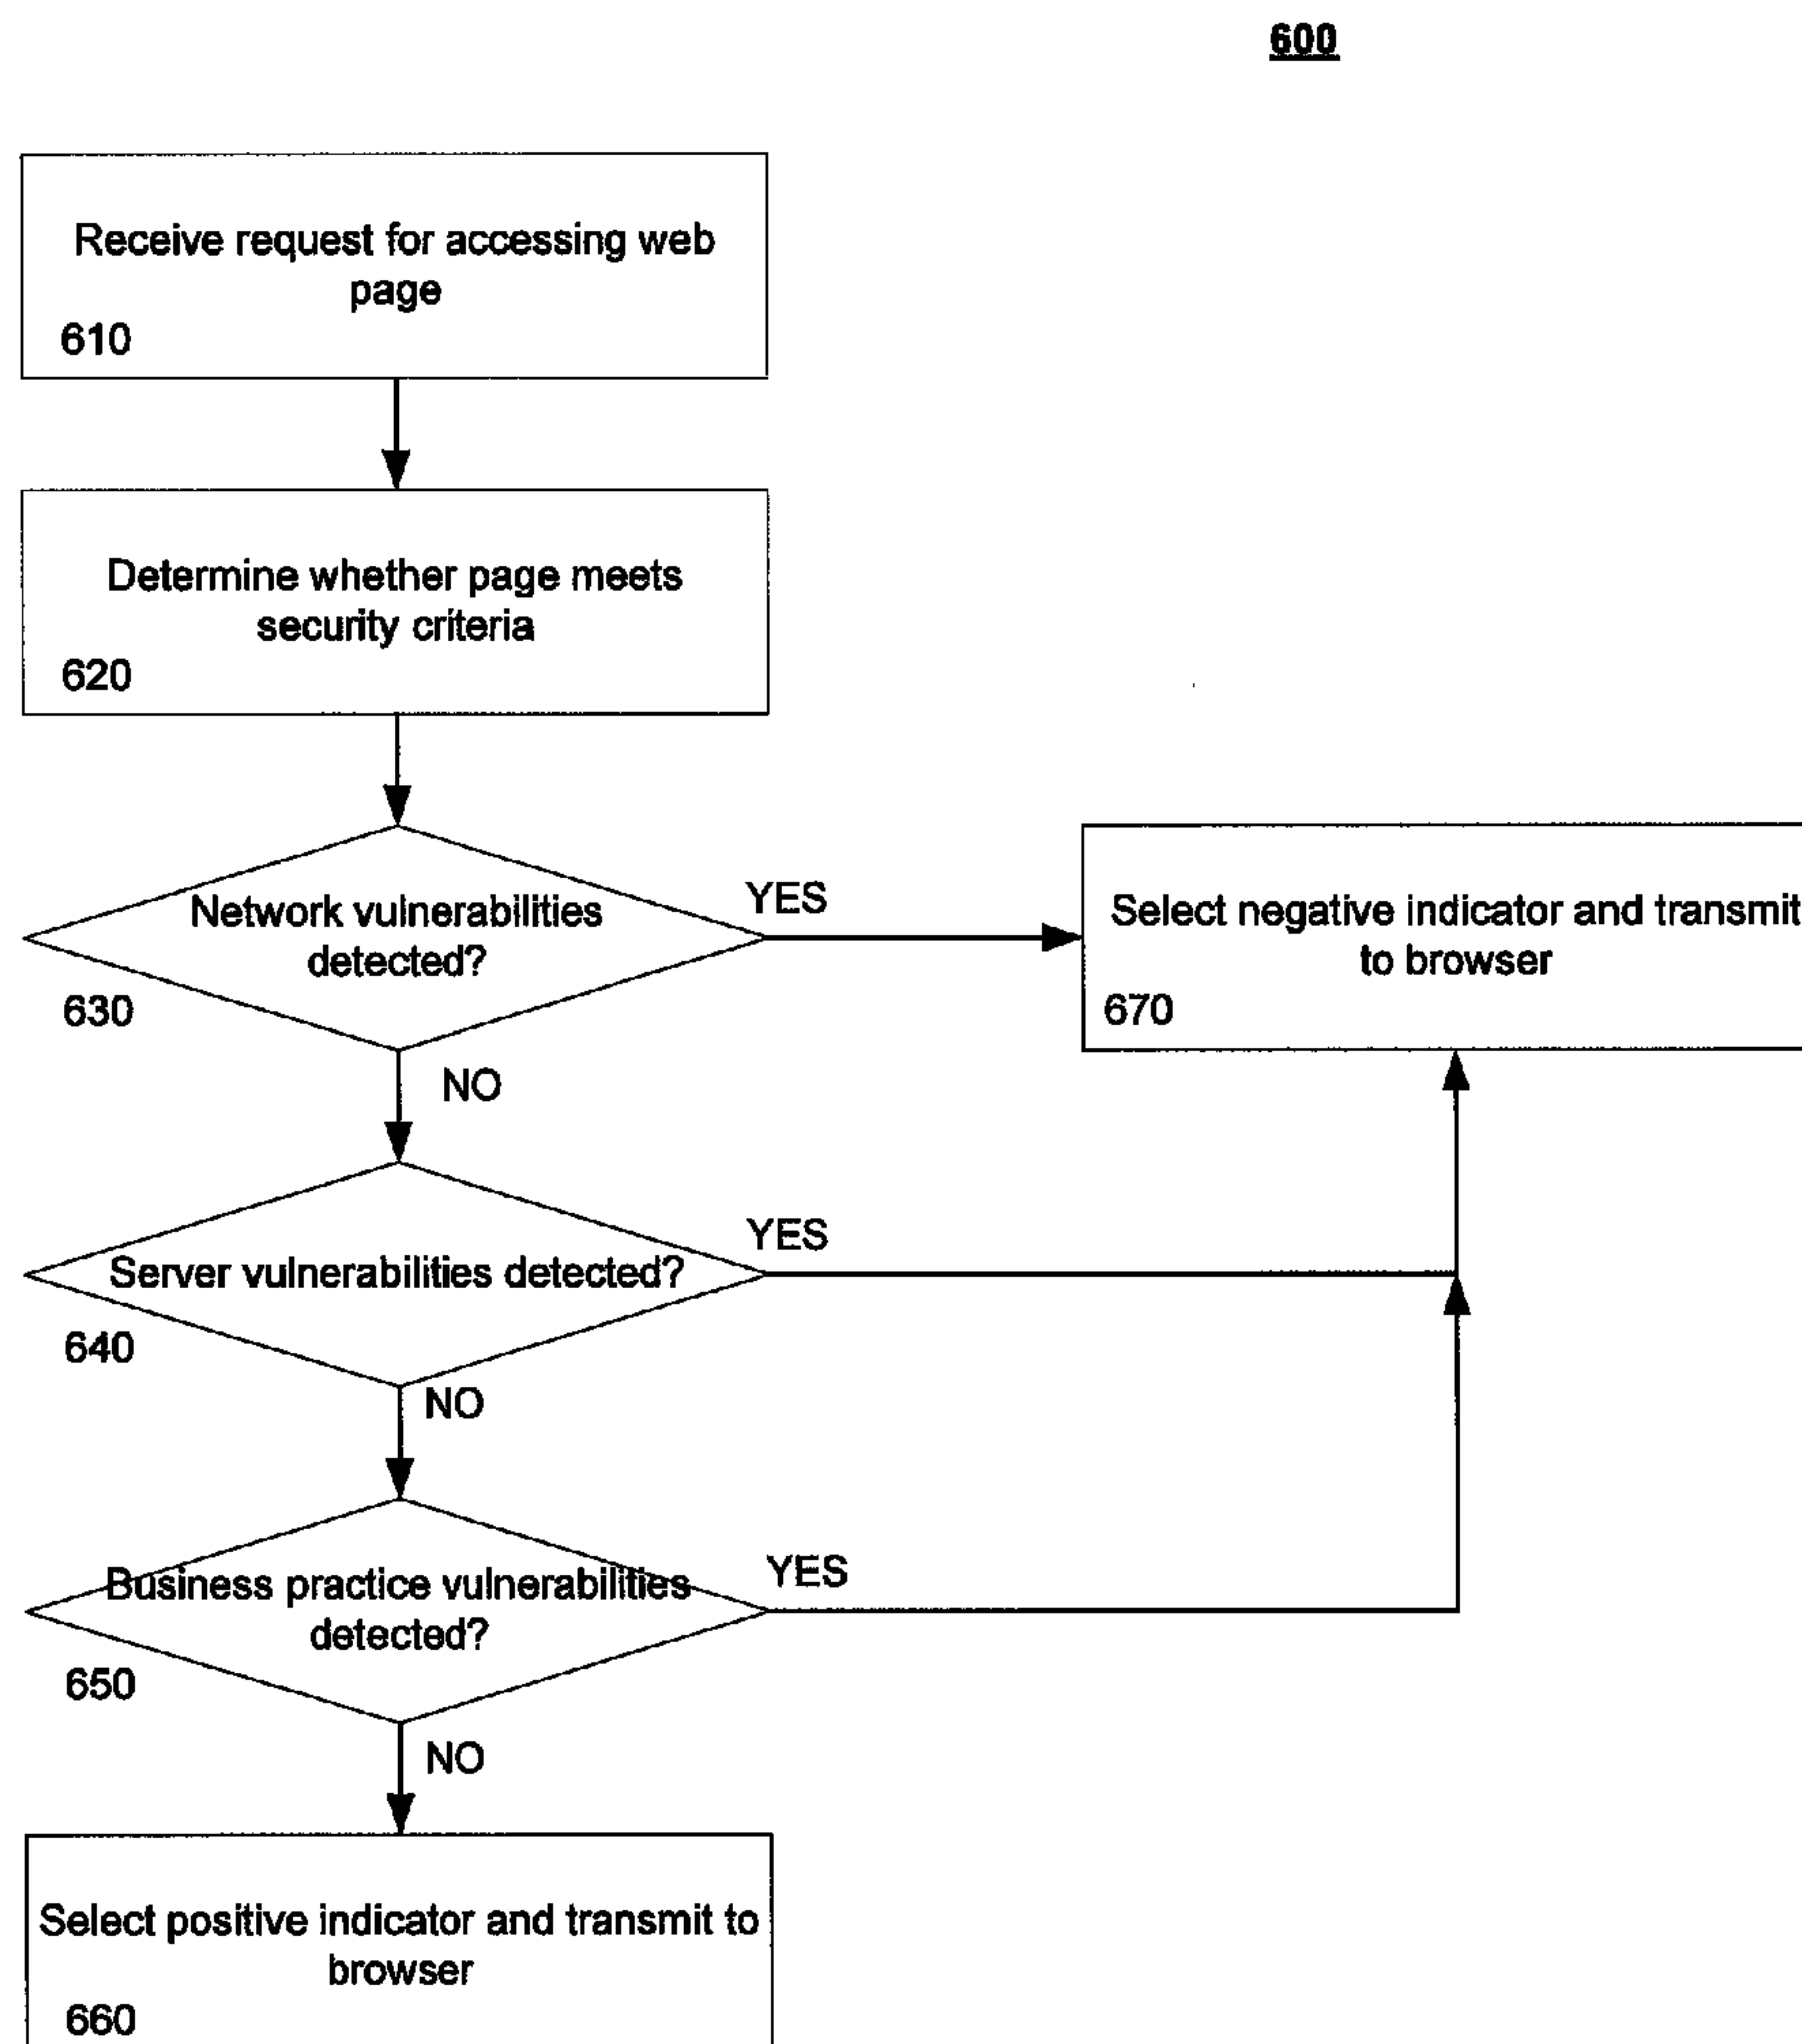 600
Receive request for accessing web
page
610
Determine whether page meets
security criteria
620
Network vulnerabilities
detected?
630
YES
Select negative indicator and transmit
to browser
670
NO
Server vulnerabilities detected?
640
YES
NO
Business practice vulnerabilities
detected?
650
YES
NO
Select positive indicator and transmit to
browser
660